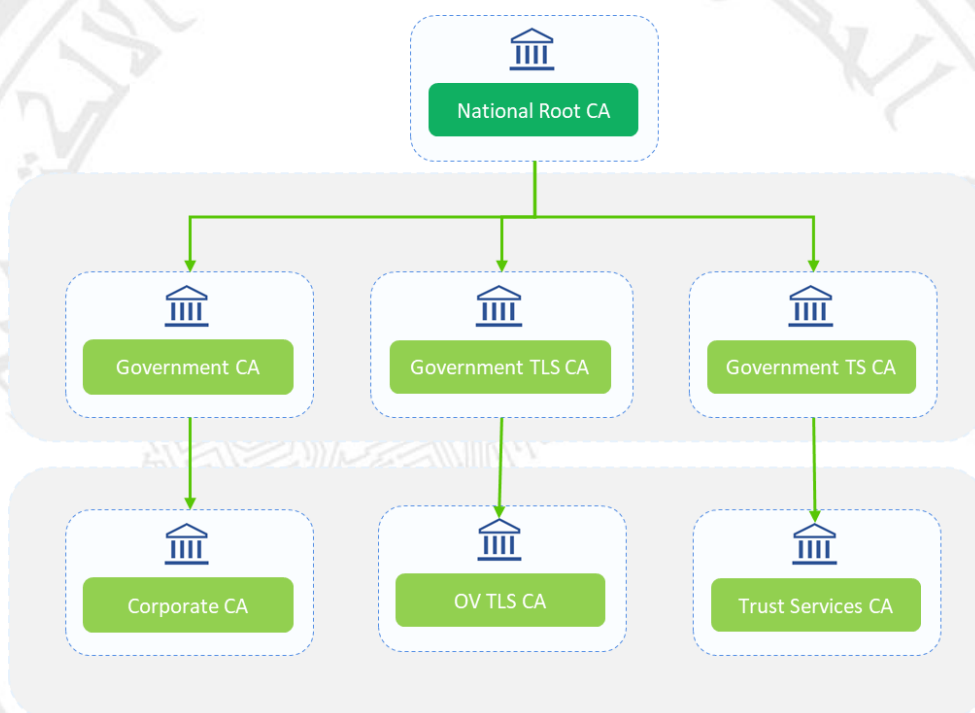 National Root CA
Government CA
Government TLS CA
Government TS CA
Corporate CA
OV TLS CA
Trust Services CA